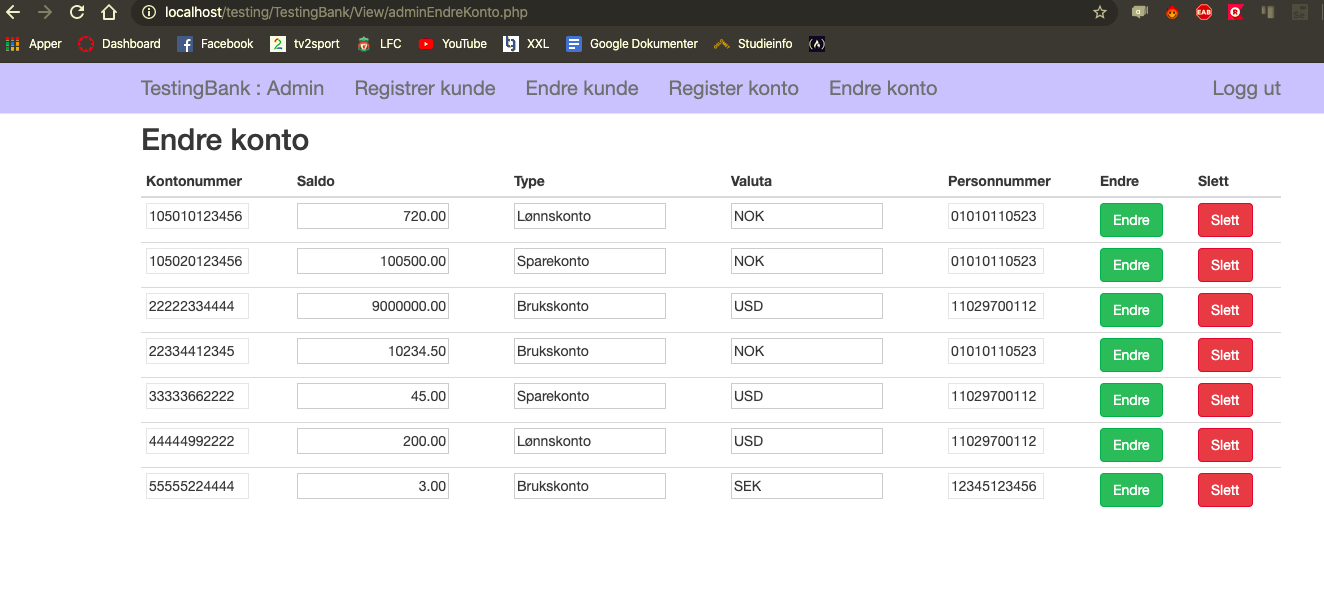 localhost/testing/TestingBank/View/adminEndreKonto.php
Apper Dashboard Facebook tv2sport LFC YouTube XXL Google Dokumenter Studieinfo
TestingBank : Admin Registrer kunde Endre kunde Register konto Endre konto Logg ut
Endre konto
Kontonummer Saldo Type Valuta Personnummer Endre Slett
105010123456 720.00 Lønnskonto NOK 01010110523 Endre Slett
105020123456 100500.00 Sparekonto NOK 01010110523 Endre Slett
22222334444 9000000.00 Brukskonto USD 11029700112 Endre Slett
22334412345 10234.50 Brukskonto NOK 01010110523 Endre Slett
33333662222 45.00 Sparekonto USD 11029700112 Endre Slett
44444992222 200.00 Lønnskonto USD 11029700112 Endre Slett
55555224444 3.00 Brukskonto SEK 12345123456 Endre Slett